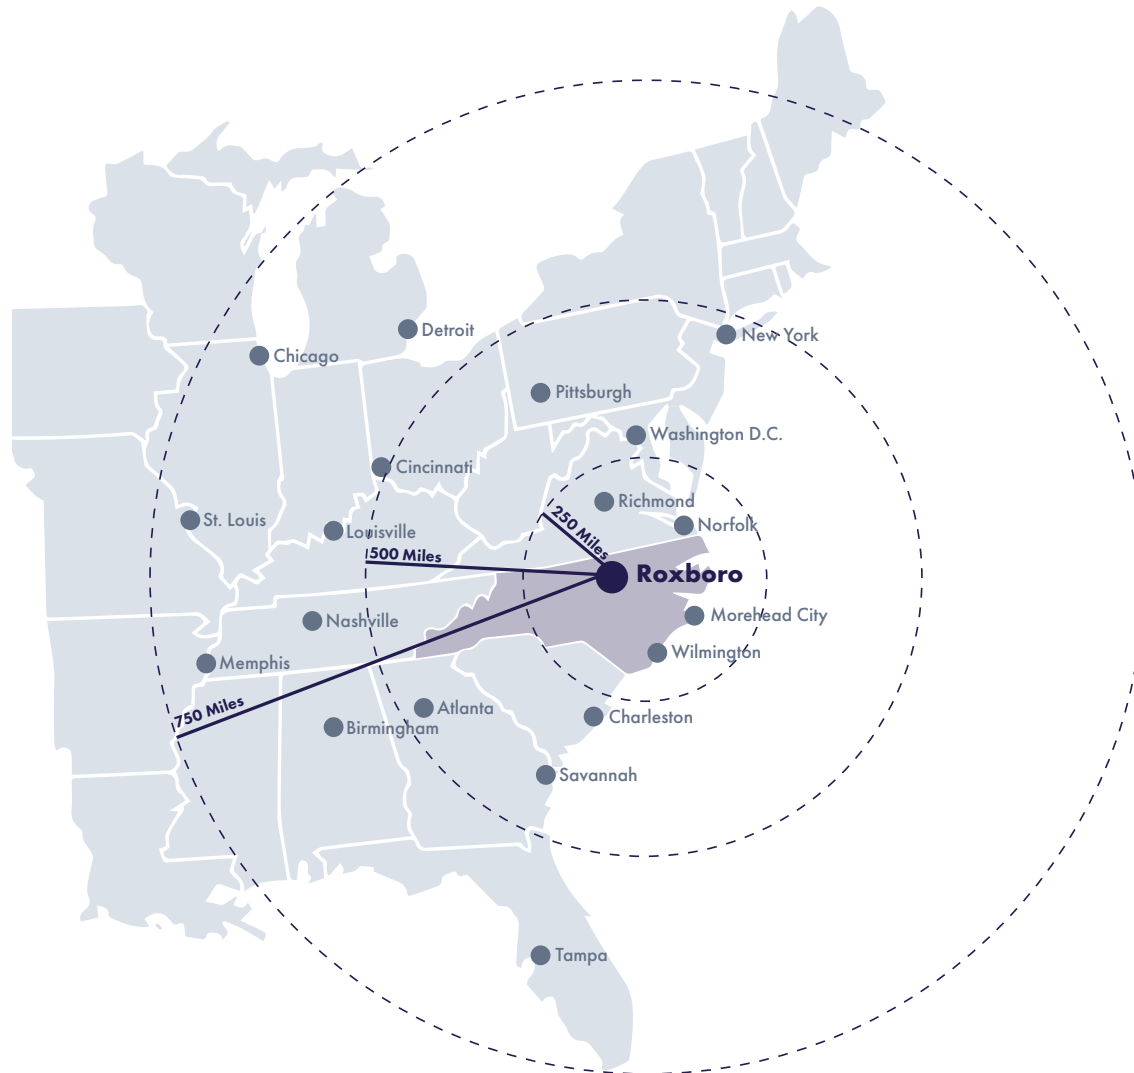 Detroit
New York
Chicago
Pittsburgh
Washington D.C.
Cincinnati
Richmond
St. Louis
Norfolk
Louisville
250 Miles
500 Miles
Roxboro
Nashville
Morehead City
Memphis
Wilmington
750 Miles
Atlanta
Charleston
Birmingham
Savannah
Tampa